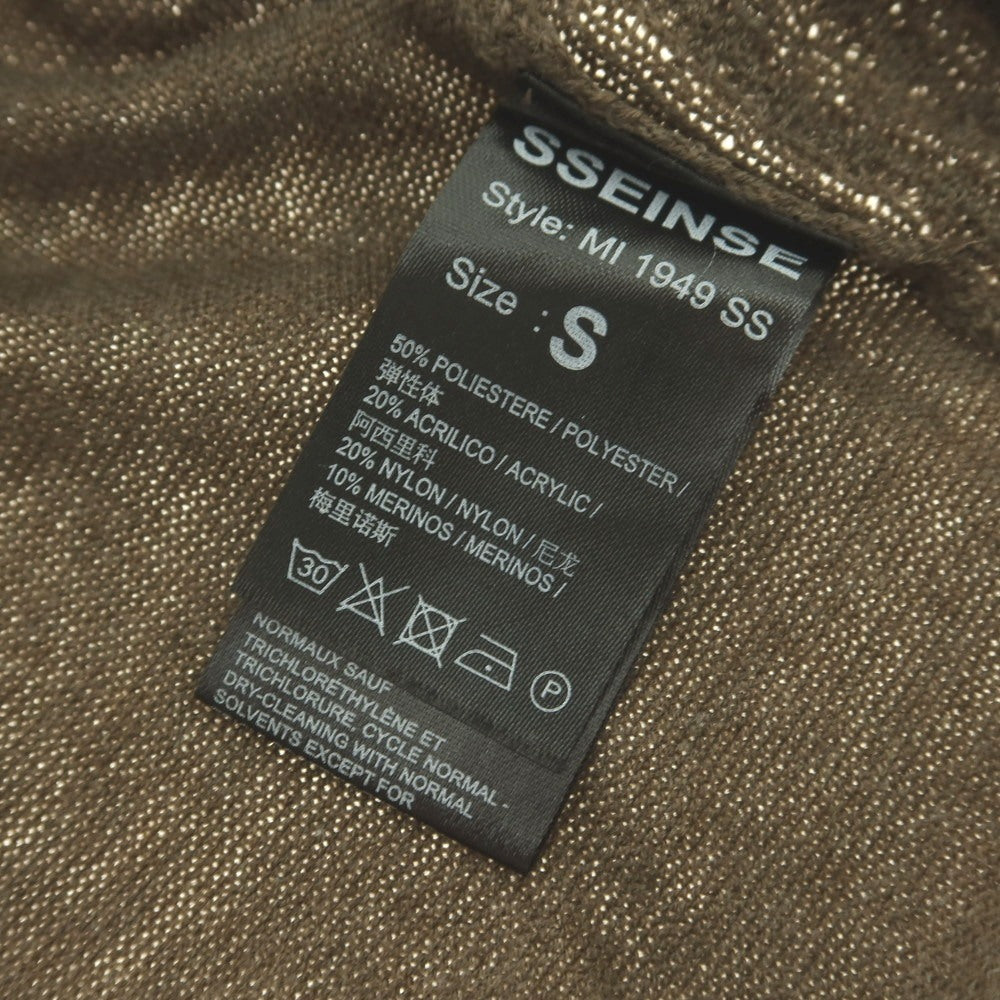 SSEINSE
Style: MI 1949 SS
Size : S
50% POLIESTERE / POLYESTER /
弹性体
20% ACRILICO / ACRYLIC /
阿西里科
20% NYLON / NYLON / 尼龙
10% MERINOS / MERINOS /
梅里诺斯
30
P
NORMAUX SAUF
TRICHLORETHYLÈNE ET
TRICHLORURE, CYCLE NORMAL -
DRY-CLEANING WITH NORMAL
SOLVENTS EXCEPT FOR